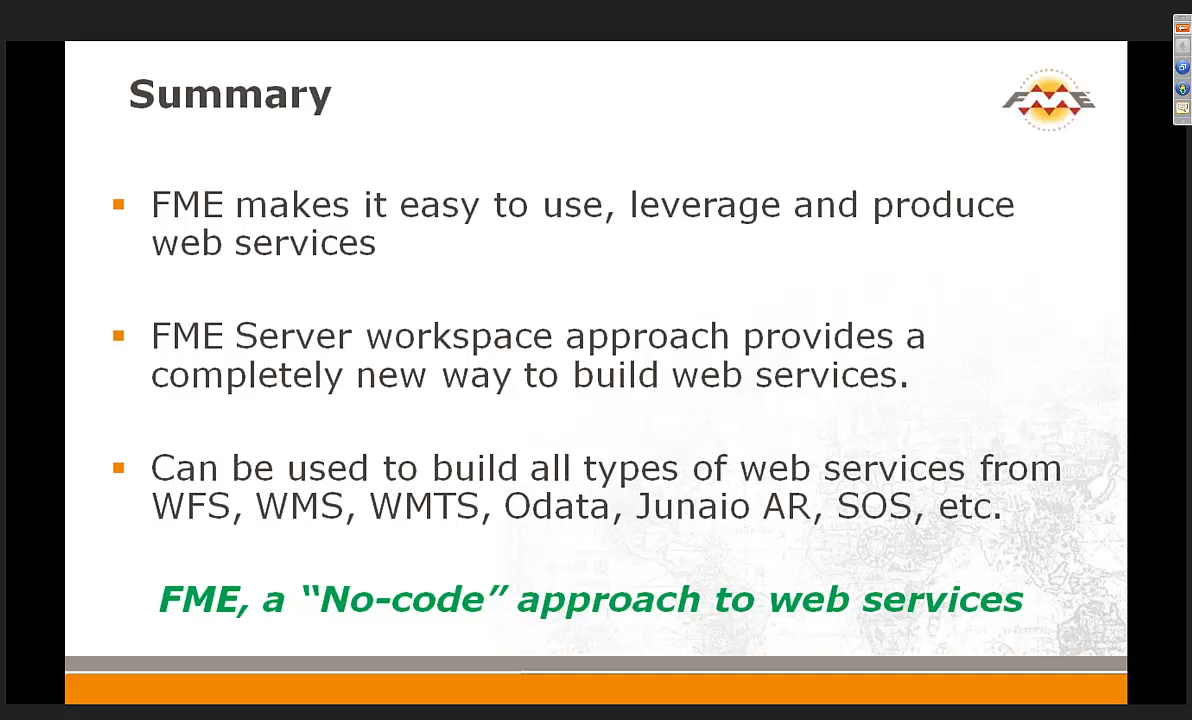 Summary
FME
FME makes it easy to use, leverage and produce
web services
FME Server workspace approach provides a
completely new way to build web services.
Can be used to build all types of web services from
WFS, WMS, WMTS, Odata, Junaio AR, SOS, etc.
FME, a “No-code” approach to web services